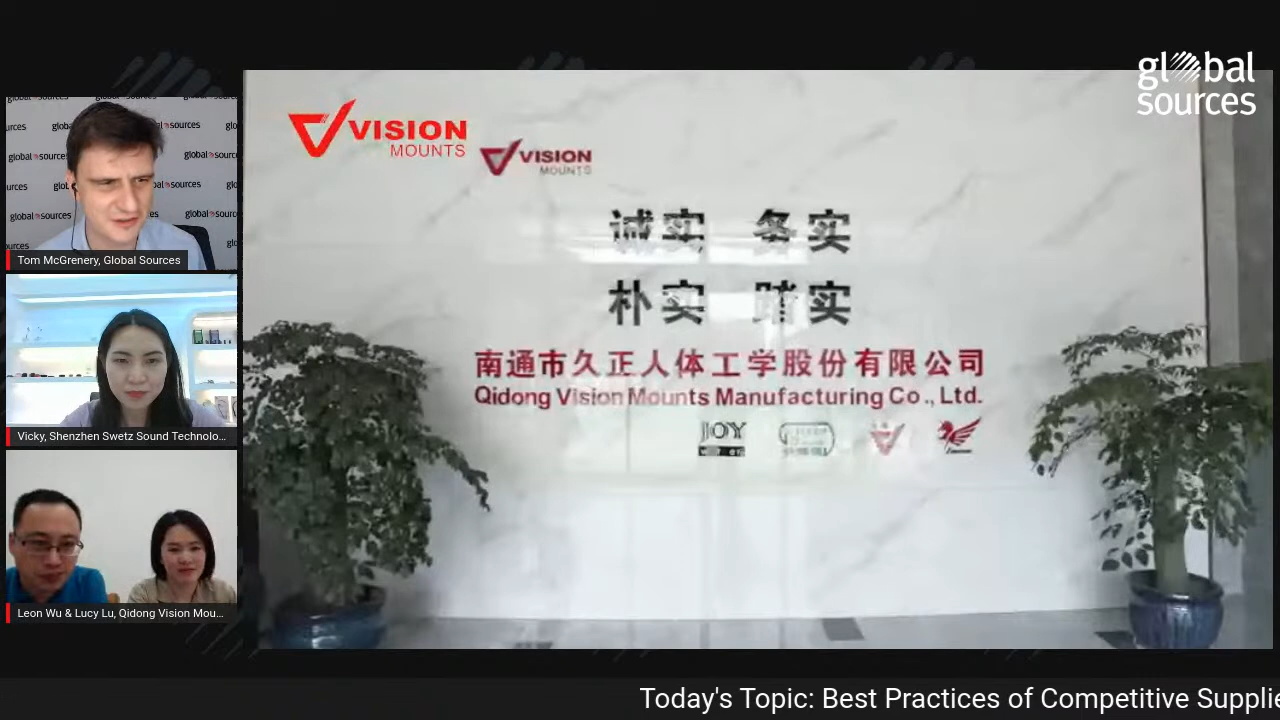 global
sources
VISION
MOUNTS
VISION
MOUNTS
诚实 务实
朴实 踏实
南通市久正人体工学股份有限公司
Qidong Vision Mounts Manufacturing Co., Ltd.
JOY
Tom McGrenery, Global Sources
Vicky, Shenzhen Swetz Sound Technolo...
Leon Wu & Lucy Lu, Qidong Vision Mou...
Today's Topic: Best Practices of Competitive Supplie